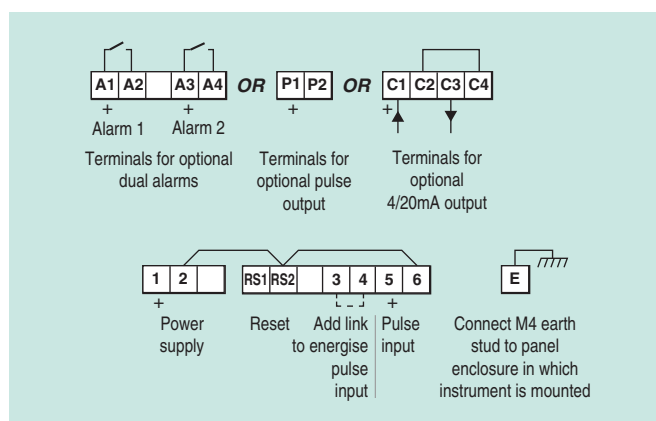 A1 A2 A3 A4 OR P1 P2 OR C1 C2 C3 C4
+ + + +
Alarm 1 Alarm 2
Terminals for optional
dual alarms
Terminals for
optional pulse
output
Terminals for
optional
4/20mA output
1 2 RS1 RS2 3 4 5 6 E
+ +
Power
supply
Reset
Add link
to energise
pulse
input
Pulse
input
Connect M4 earth
stud to panel
enclosure in which
instrument is mounted